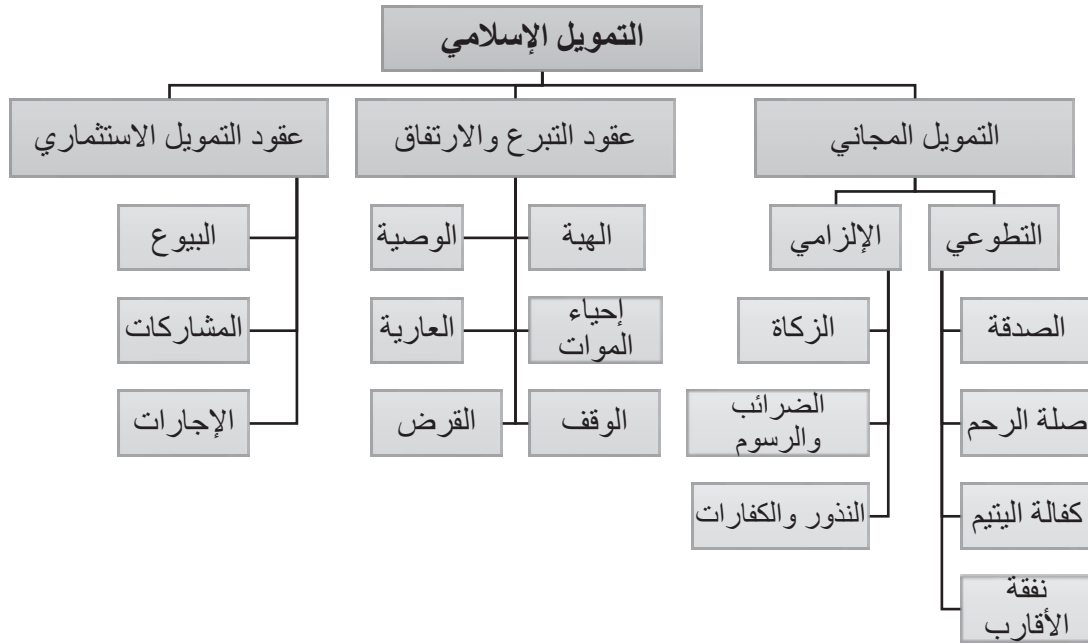 التمويل الإسلامي
التمويل المجاني
عقود التبرع والارتفاق
عقود التمويل الاستثماري
التطوعي
الإلزامي
الهبة
الوصية
البيوع
الصدقة
الزكاة
إحياء
الموات
العارية
المشاركات
صلة الرحم
الضرائب
والرسوم
الوقف
القرض
الإجارات
كفالة اليتيم
النذور والكفارات
نفقة
الأقارب